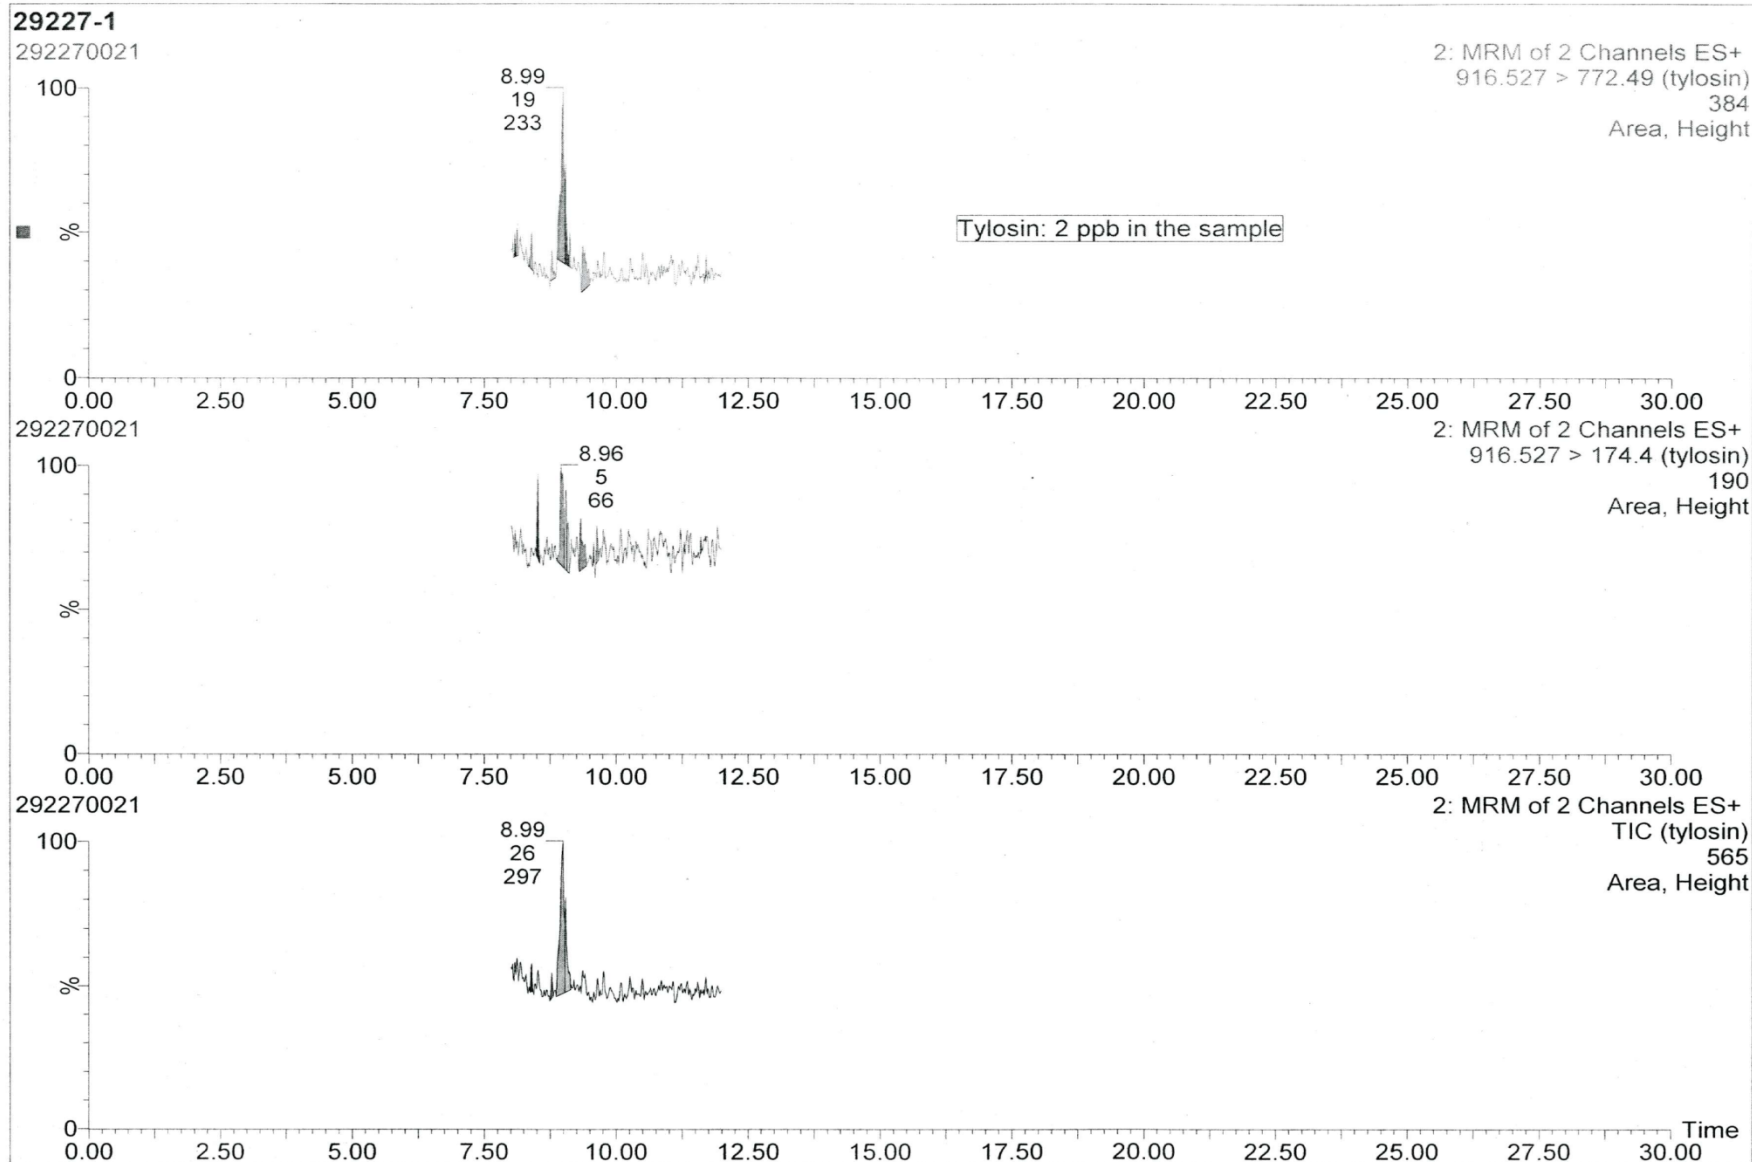 29227-1
292270021
2: MRM of 2 Channels ES+
916.527 > 772.49 (tylosin)
384
Area, Height
8.99
19
233
100
%
0
Tylosin: 2 ppb in the sample
0.00 2.50 5.00 7.50 10.00 12.50 15.00 17.50 20.00 22.50 25.00 27.50 30.00
292270021
2: MRM of 2 Channels ES+
916.527 > 174.4 (tylosin)
190
Area, Height
8.96
5
66
100
%
0
0.00 2.50 5.00 7.50 10.00 12.50 15.00 17.50 20.00 22.50 25.00 27.50 30.00
292270021
2: MRM of 2 Channels ES+
TIC (tylosin)
565
Area, Height
8.99
26
297
100
%
0
Time
0.00 2.50 5.00 7.50 10.00 12.50 15.00 17.50 20.00 22.50 25.00 27.50 30.00